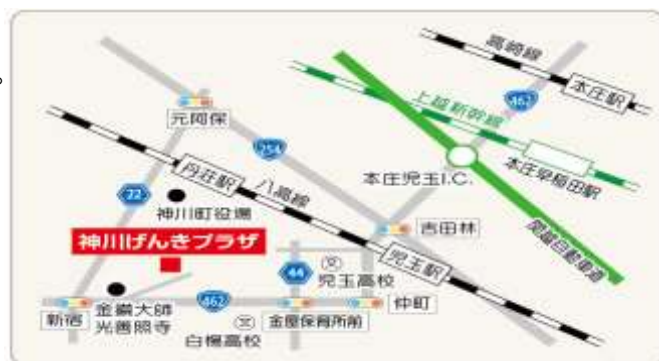 高崎線
本庄駅
462
上越新幹線
本庄早稲田駅
元阿保
254
本庄児玉I.C.
関越自動車道
22
丹荘駅
八高線
神川町役場
吉田林
神川げんきプラザ
児玉駅
44
児玉高校
文
新宿
金鑚大師
光善照寺
462
白楊高校
文
金屋保育所前
仲町